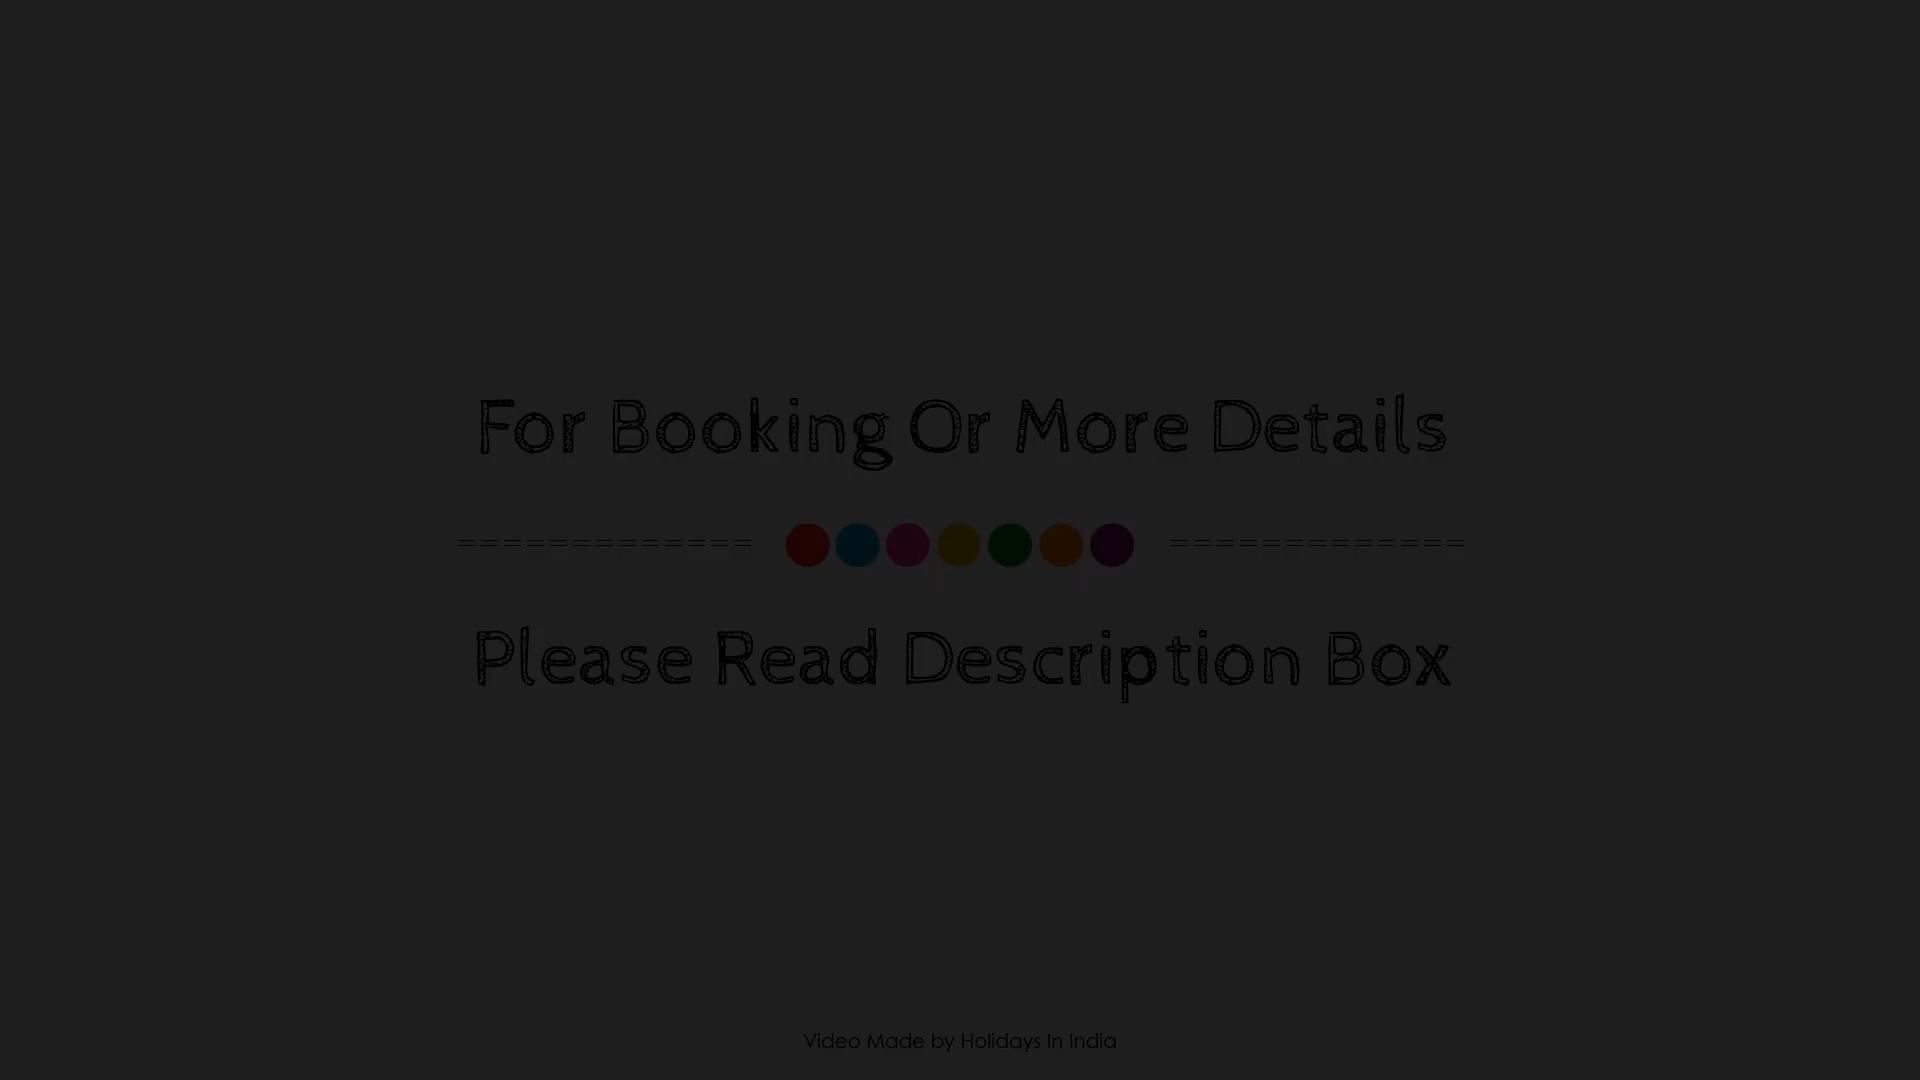 For Booking Or More Details
============= =============
Please Read Description Box
Video Made by Holidays In India